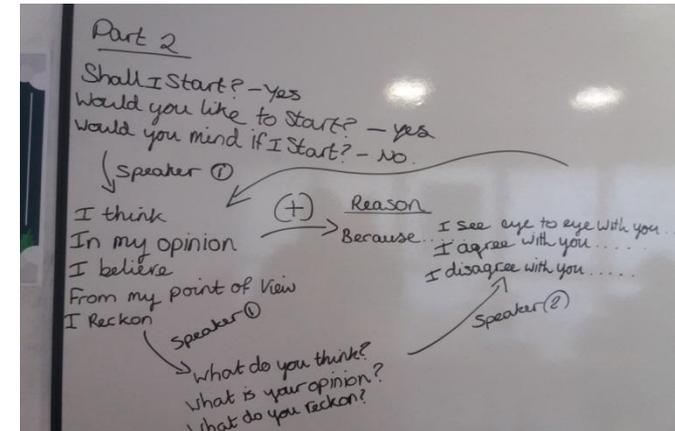 Part 2
Shall I Start? - Yes
Would you like to Start? - yes
Would you mind if I Start? - No.
Speaker ①
I think
In my opinion
I believe
From my point of View
I Reckon
(+)
Reason
Because...
I see eye to eye with you...
I agree with you.....
I disagree with you.....
Speaker ①
Speaker ②
What do you think?
What is your opinion?
What do you reckon?